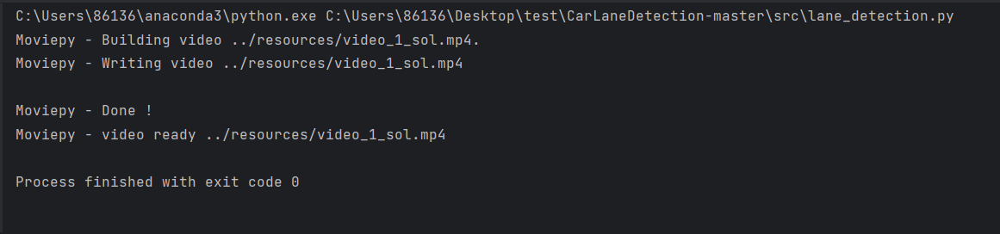 C:\Users\86136\anaconda3\python.exe C:\Users\86136\Desktop\test\CarLaneDetection-master\src\lane_detection.py
Moviepy - Building video ../resources/video_1_sol.mp4.
Moviepy - Writing video ../resources/video_1_sol.mp4
Moviepy - Done !
Moviepy - video ready ../resources/video_1_sol.mp4
Process finished with exit code 0